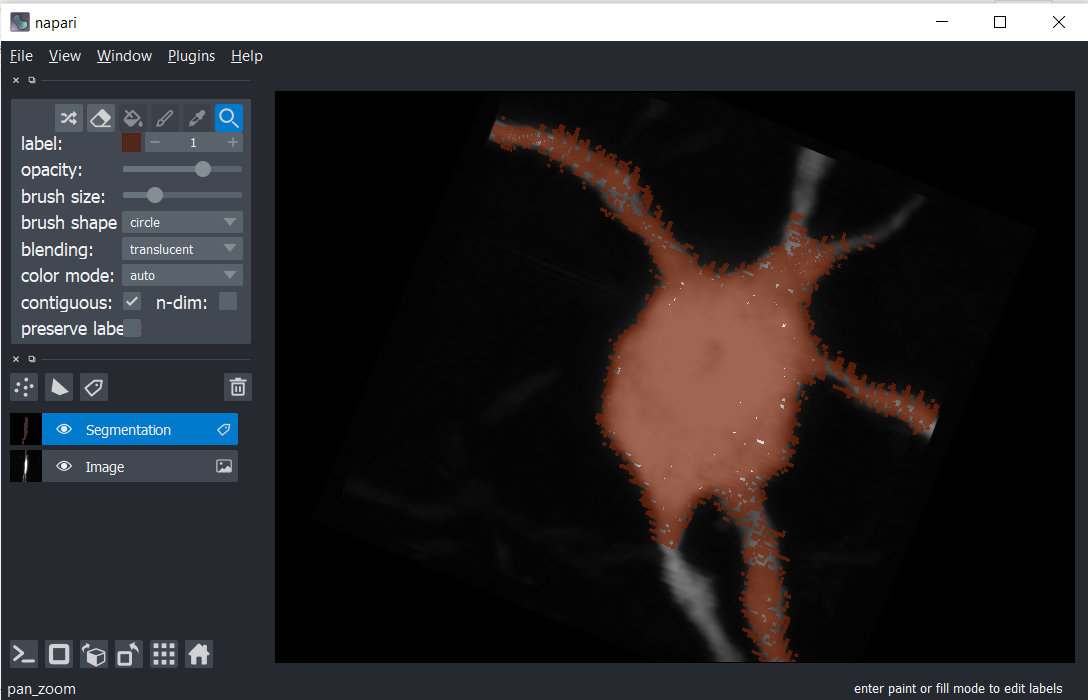 napari
File View Window Plugins Help
label: 1
opacity:
brush size:
brush shape circle
blending: translucent
color mode: auto
contiguous: n-dim:
preserve labe
Segmentation
Image
pan_zoom enter paint or fill mode to edit labels